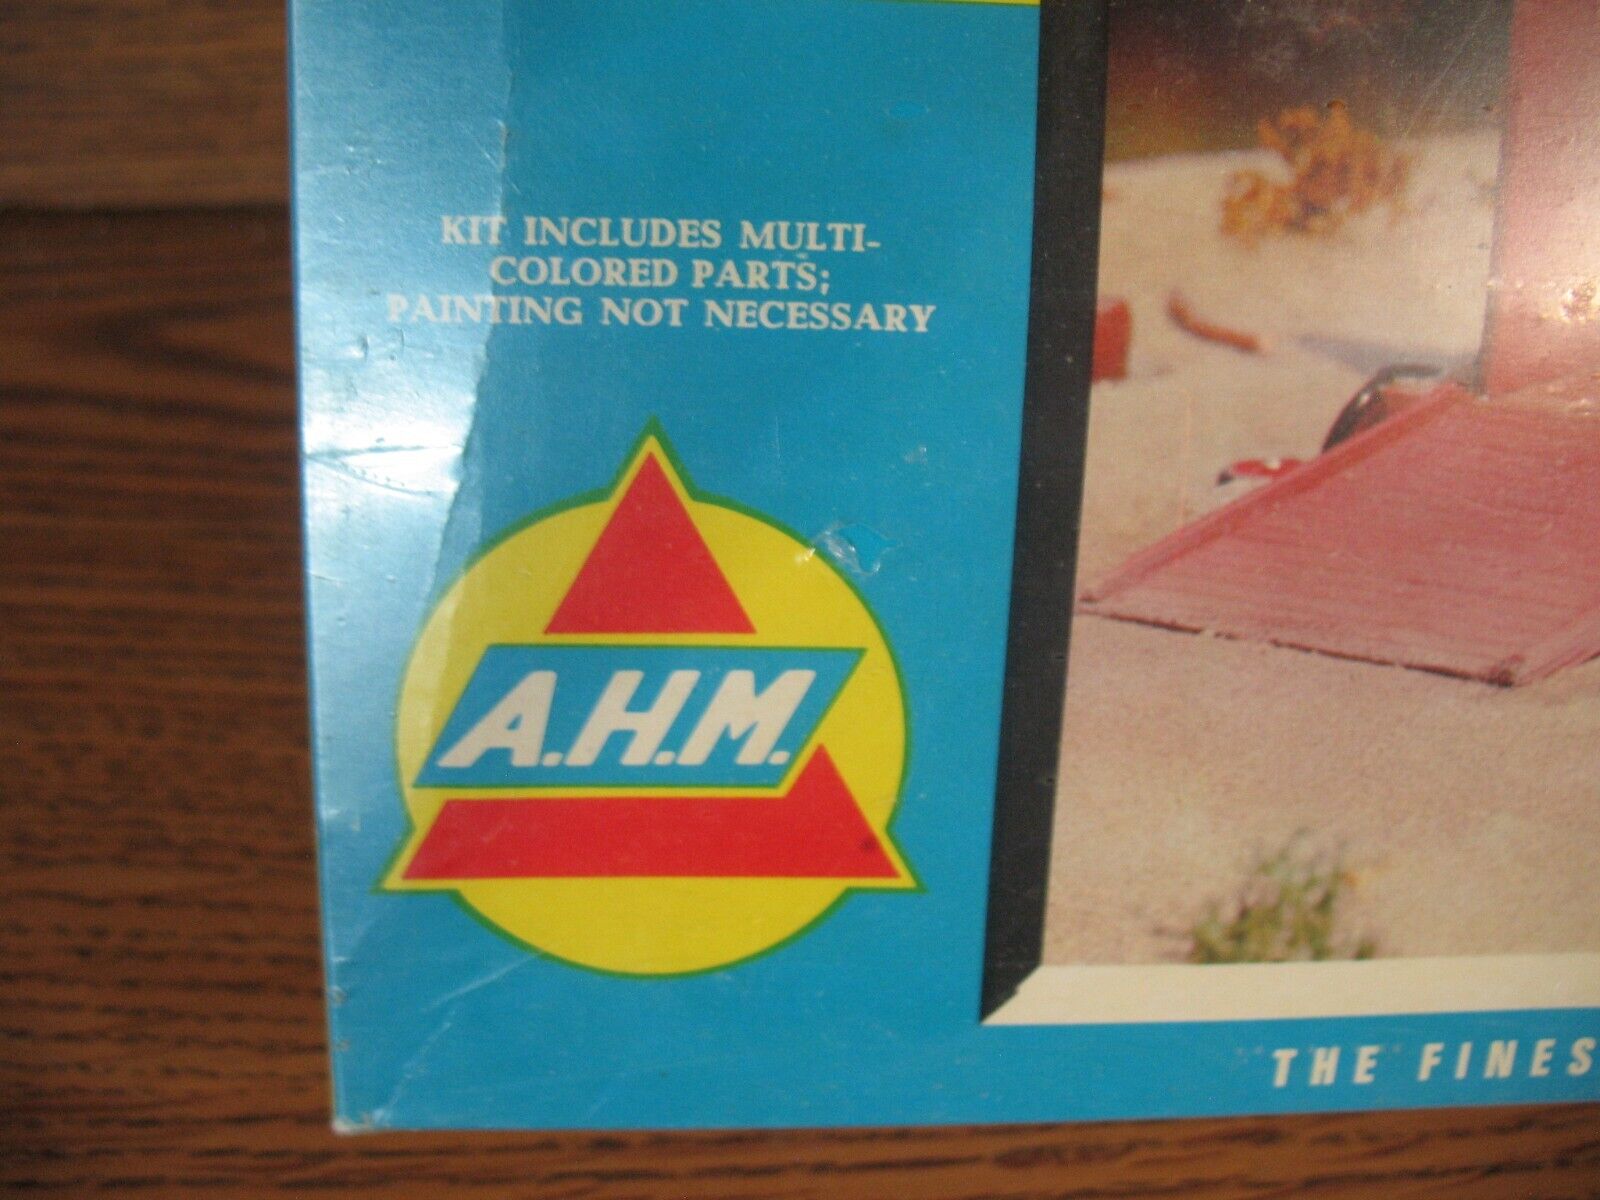 KIT INCLUDES MULTI-
COLORED PARTS;
PAINTING NOT NECESSARY
A.H.M.
THE FINES